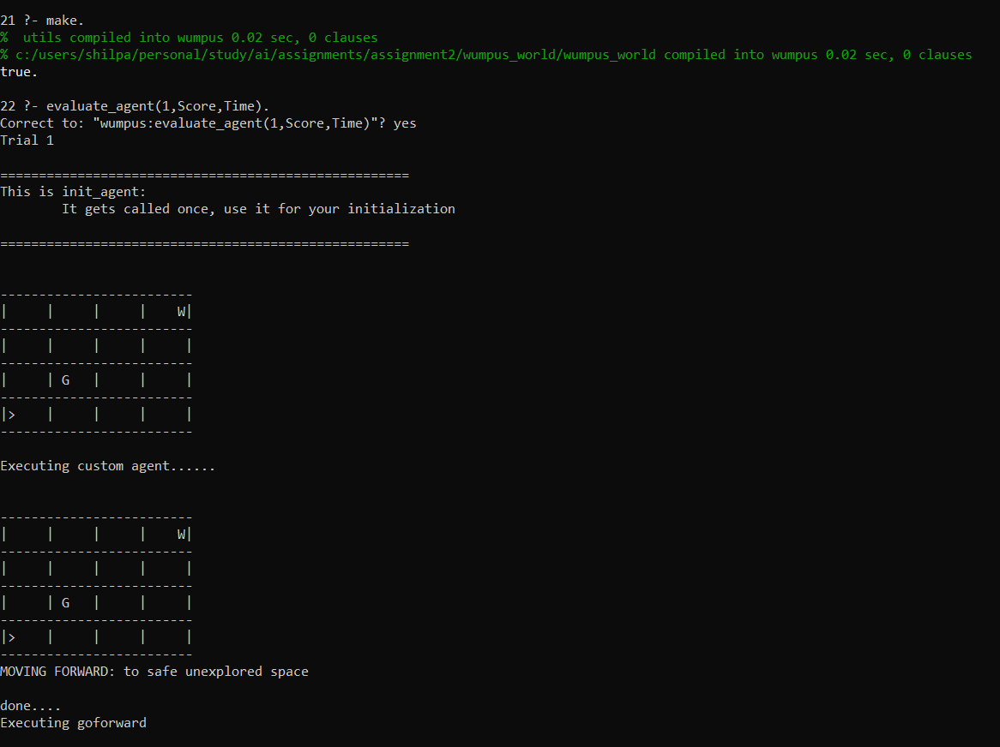 21 ?- make.
%  utils compiled into wumpus 0.02 sec, 0 clauses
% c:/users/shilpa/personal/study/ai/assignments/assignment2/wumpus_world/wumpus_world compiled into wumpus 0.02 sec, 0 clauses
true.

22 ?- evaluate_agent(1,Score,Time).
Correct to: "wumpus:evaluate_agent(1,Score,Time)"? yes
Trial 1

=====================================================
This is init_agent:
        It gets called once, use it for your initialization

=====================================================


-------------------------
|     |     |     |    W|
-------------------------
|     |     |     |     |
-------------------------
|     | G   |     |     |
-------------------------
|>    |     |     |     |
-------------------------

Executing custom agent......


-------------------------
|     |     |     |    W|
-------------------------
|     |     |     |     |
-------------------------
|     | G   |     |     |
-------------------------
|>    |     |     |     |
-------------------------
MOVING FORWARD: to safe unexplored space

done....
Executing goforward